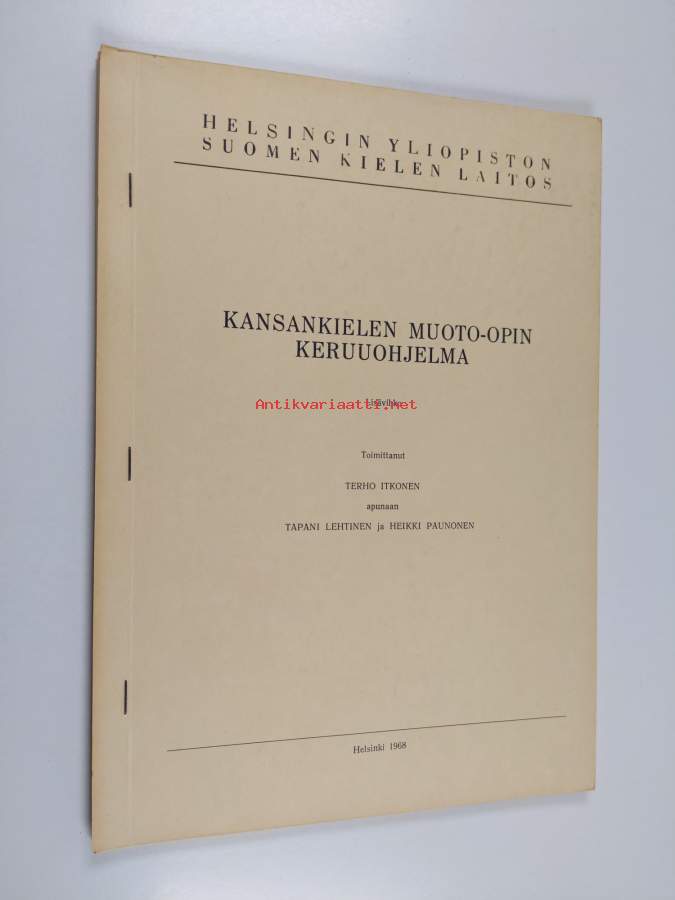 HELSINGIN YLIOPISTON
SUOMEN KIELEN LAITOS
KANSANKIELEN MUOTO-OPIN
KERUUOHJELMA
Antikvariaatti.net
Toimittanut
TERHO ITKONEN
apunaan
TAPANI LEHTINEN ja HEIKKI PAUNONEN
Helsinki 1968